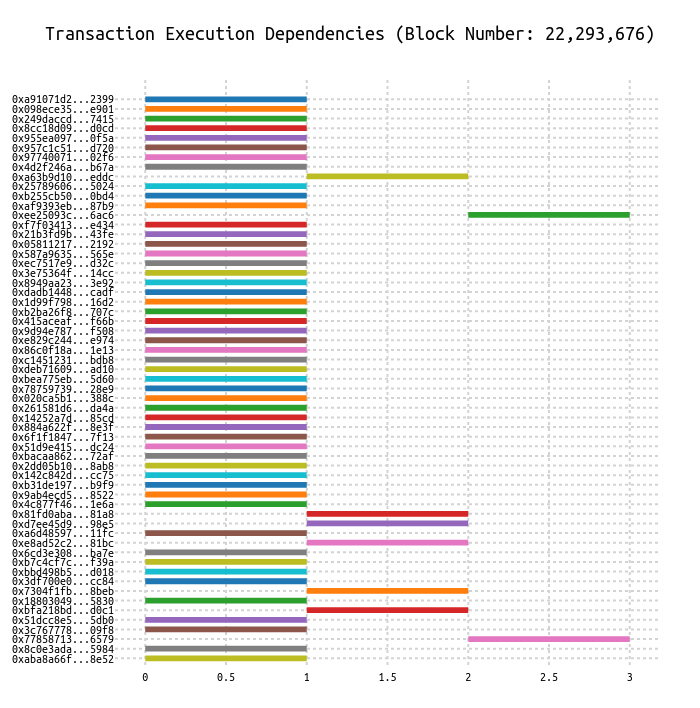 Transaction Execution Dependencies (Block Number: 22,293,676)
0xa91071d2...2399
0x098ece35...e901
0x249daccd...7415
0x8cc18d09...d0cd
0x955ea097...0f5a
0x957c1c51...d720
0x97740071...02f6
0x4d2f246a...b67a
0xa63b9d10...eddc
0x25789606...5024
0xb255cb50...0bd4
0xaf9393eb...87b9
0xee25093c...6ac6
0xf7f03413...e434
0x21b3fd9b...43fe
0x05811217...2192
0x587a9635...565e
0xec7517e9...d32c
0x3e75364f...14cc
0x8949aa23...3e92
0xdadb1448...cadf
0x1d99f798...16d2
0xb2ba26f8...707c
0x415aceaf...f66b
0x9d94e787...f508
0xe829c244...e974
0x86c0f18a...1e13
0xc1451231...bdb8
0xdeb71609...ad10
0xbea775eb...5d60
0x78759739...28e9
0x020ca5b1...388c
0x261581d6...da4a
0x14252a7d...85cd
0x884a622f...8e3f
0x6f1f1847...7f13
0x51d9e415...dc24
0xbacaa862...72af
0x2dd05b10...8ab8
0x142c842d...cc75
0xb31de197...b9f9
0x9ab4ecd5...8522
0x4c877f46...1e6a
0x81fd0aba...81a8
0xd7ee45d9...98e5
0xa6d48597...11fc
0xe8ad52c2...81bc
0x6cd3e308...ba7e
0xb7c4cf7c...f39a
0xbbd498b5...d018
0x3df700e0...cc84
0x7304f1fb...8beb
0x18803049...5830
0xbfa218bd...d0c1
0x51dcc8e5...5db0
0x3c767778...09f8
0x77858713...6579
0x8c0e3ada...5984
0xaba8a66f...8e52
0 0.5 1 1.5 2 2.5 3